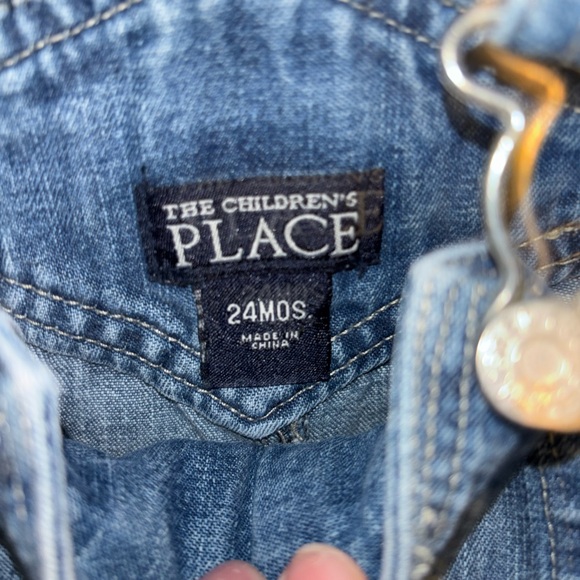 THE CHILDREN'S
PLACE
24MOS.
MADE IN
CHINA